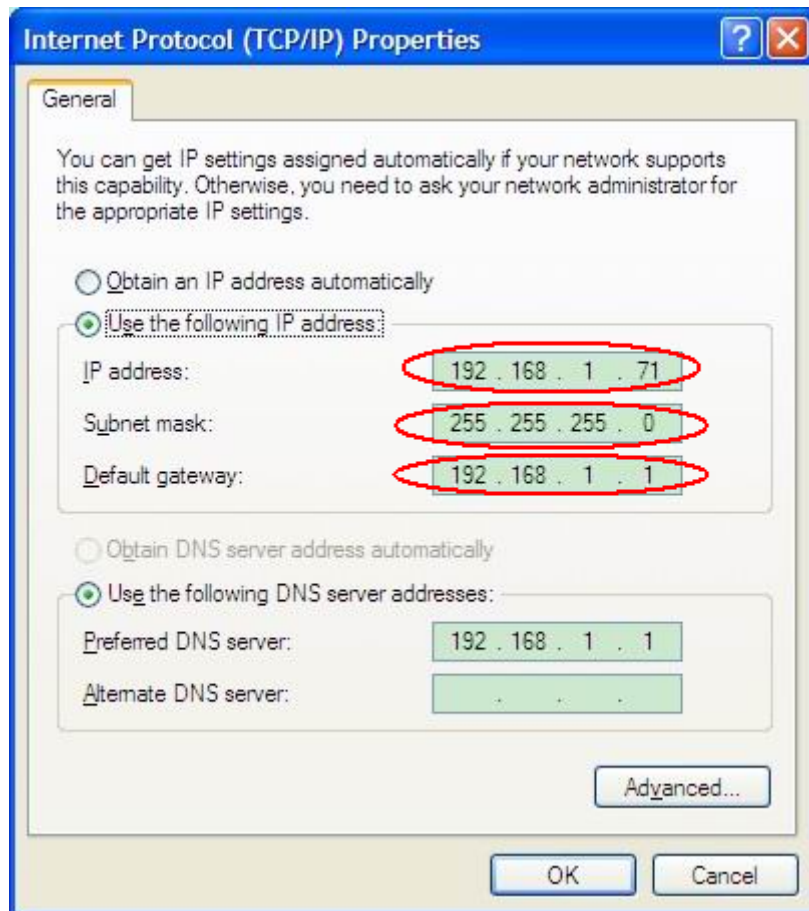 Internet Protocol (TCP/IP) Properties
General
You can get IP settings assigned automatically if your network supports
this capability. Otherwise, you need to ask your network administrator for
the appropriate IP settings.
Obtain an IP address automatically
Use the following IP address:
IP address: 192 . 168 . 1 . 71
Subnet mask: 255 . 255 . 255 . 0
Default gateway: 192 . 168 . 1 . 1
Obtain DNS server address automatically
Use the following DNS server addresses:
Preferred DNS server: 192 . 168 . 1 . 1
Alternate DNS server: . . .
Advanced...
OK Cancel